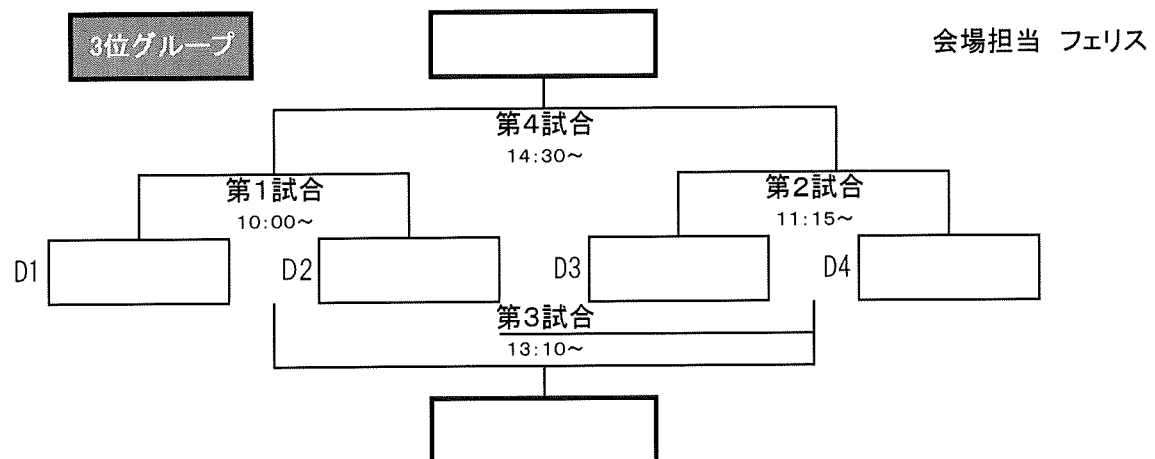 3位グループ
会場担当 フェリス
第4試合
14:30～
第1試合
10:00～
第2試合
11:15～
D1
D2
D3
D4
第3試合
13:10～